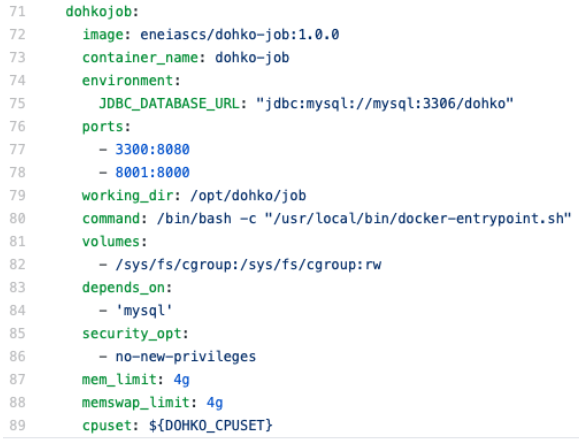 71 dohkojob:
72 image: eneiascs/dohko-job:1.0.0
73 container_name: dohko-job
74 environment:
75 JDBC_DATABASE_URL: "jdbc:mysql://mysql:3306/dohko"
76 ports:
77 - 3300:8080
78 - 8001:8000
79 working_dir: /opt/dohko/job
80 command: /bin/bash -c "/usr/local/bin/docker-entrypoint.sh"
81 volumes:
82 - /sys/fs/cgroup:/sys/fs/cgroup:rw
83 depends_on:
84 - 'mysql'
85 security_opt:
86 - no-new-privileges
87 mem_limit: 4g
88 memswap_limit: 4g
89 cpuset: ${DOHKO_CPUSET}